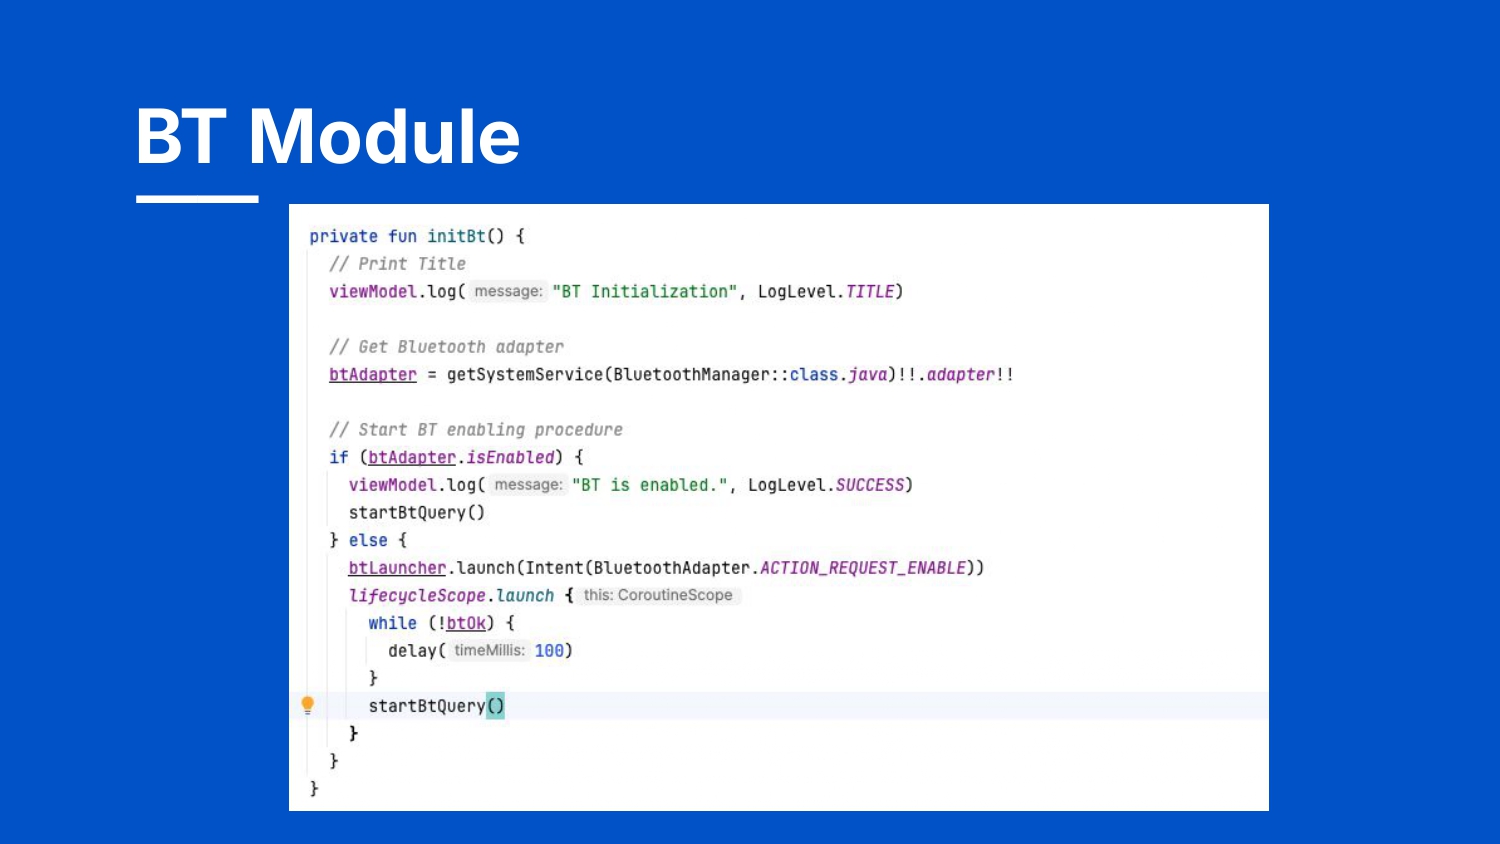 BT Module
private fun initBt() {
// Print Title
viewModel.log( message: "BT Initialization", LogLevel.TITLE)
// Get Bluetooth adapter
btAdapter = getSystemService(BluetoothManager::class.java)!!.adapter!!
// Start BT enabling procedure
if (btAdapter.isEnabled) {
viewModel.log( message: "BT is enabled.", LogLevel.SUCCESS)
startBtQuery()
} else {
btLauncher.launch(Intent(BluetoothAdapter.ACTION_REQUEST_ENABLE))
lifecycleScope.launch { this: CoroutineScope
while (!btOk) {
delay( timeMillis: 100)
}
startBtQuery()
}
}
}